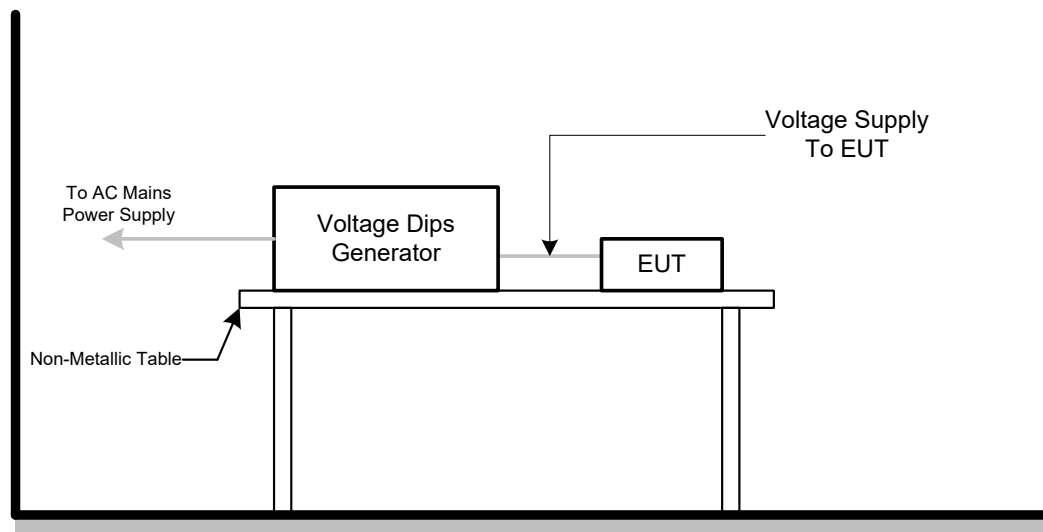 Voltage Supply
To EUT
To AC Mains
Power Supply
Voltage Dips
Generator
EUT
Non-Metallic Table